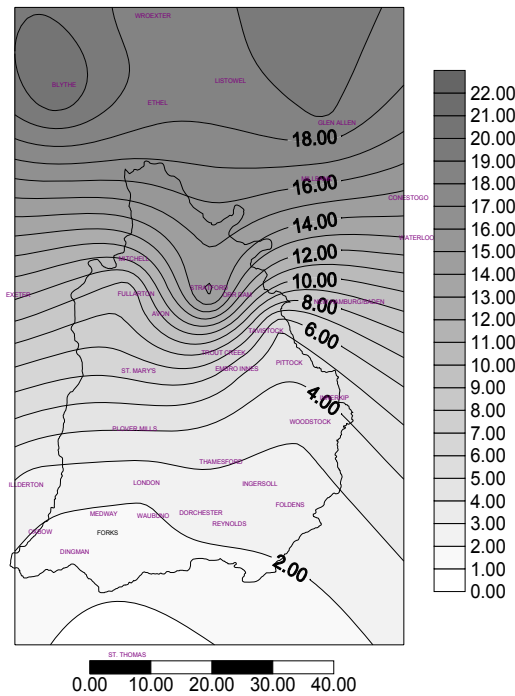 WROEXTER
BLYTHE
LISTOWEL
ETHEL
GLEN ALLEN
18.00
16.00
CONESTOGO
14.00
WATERLOO
12.00
MITCHELL
10.00
STRATFORD
EXETER
FULLARTON
8.00
AVON
TAVISTOCK
6.00
TROUT CREEK
PITTOCK
ST. MARY'S
EMBRO INNES
4.00
INNERKIP
WOODSTOCK
PLOVER MILLS
THAMESFORD
ILLDERTON
LONDON
INGERSOLL
FOLDENS
MEDWAY
WAUBUNO
DORCHESTER
REYNOLDS
OXBOW
FORKS
DINGMAN
2.00
ST. THOMAS
0.00 10.00 20.00 30.00 40.00
22.00
21.00
20.00
19.00
18.00
17.00
16.00
15.00
14.00
13.00
12.00
11.00
10.00
9.00
8.00
7.00
6.00
5.00
4.00
3.00
2.00
1.00
0.00